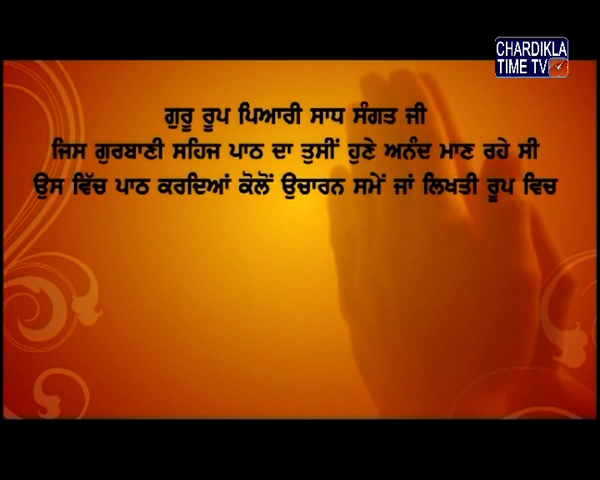 CHARDIKLA
TIME TV
ਗੁਰੂ ਰੂਪ ਪਿਆਰੀ ਸਾਧ ਸੰਗਤ ਜੀ
ਜਿਸ ਗੁਰਬਾਣੀ ਸਹਿਜ ਪਾਠ ਦਾ ਤੁਸੀਂ ਹੁਣੇ ਅਨੰਦ ਮਾਣ ਰਹੇ ਸੀ
ਉਸ ਵਿੱਚ ਪਾਠ ਕਰਦਿਆਂ ਕੋਲੋਂ ਉਚਾਰਨ ਸਮੇਂ ਜਾਂ ਲਿਖਤੀ ਰੂਪ ਵਿਚ